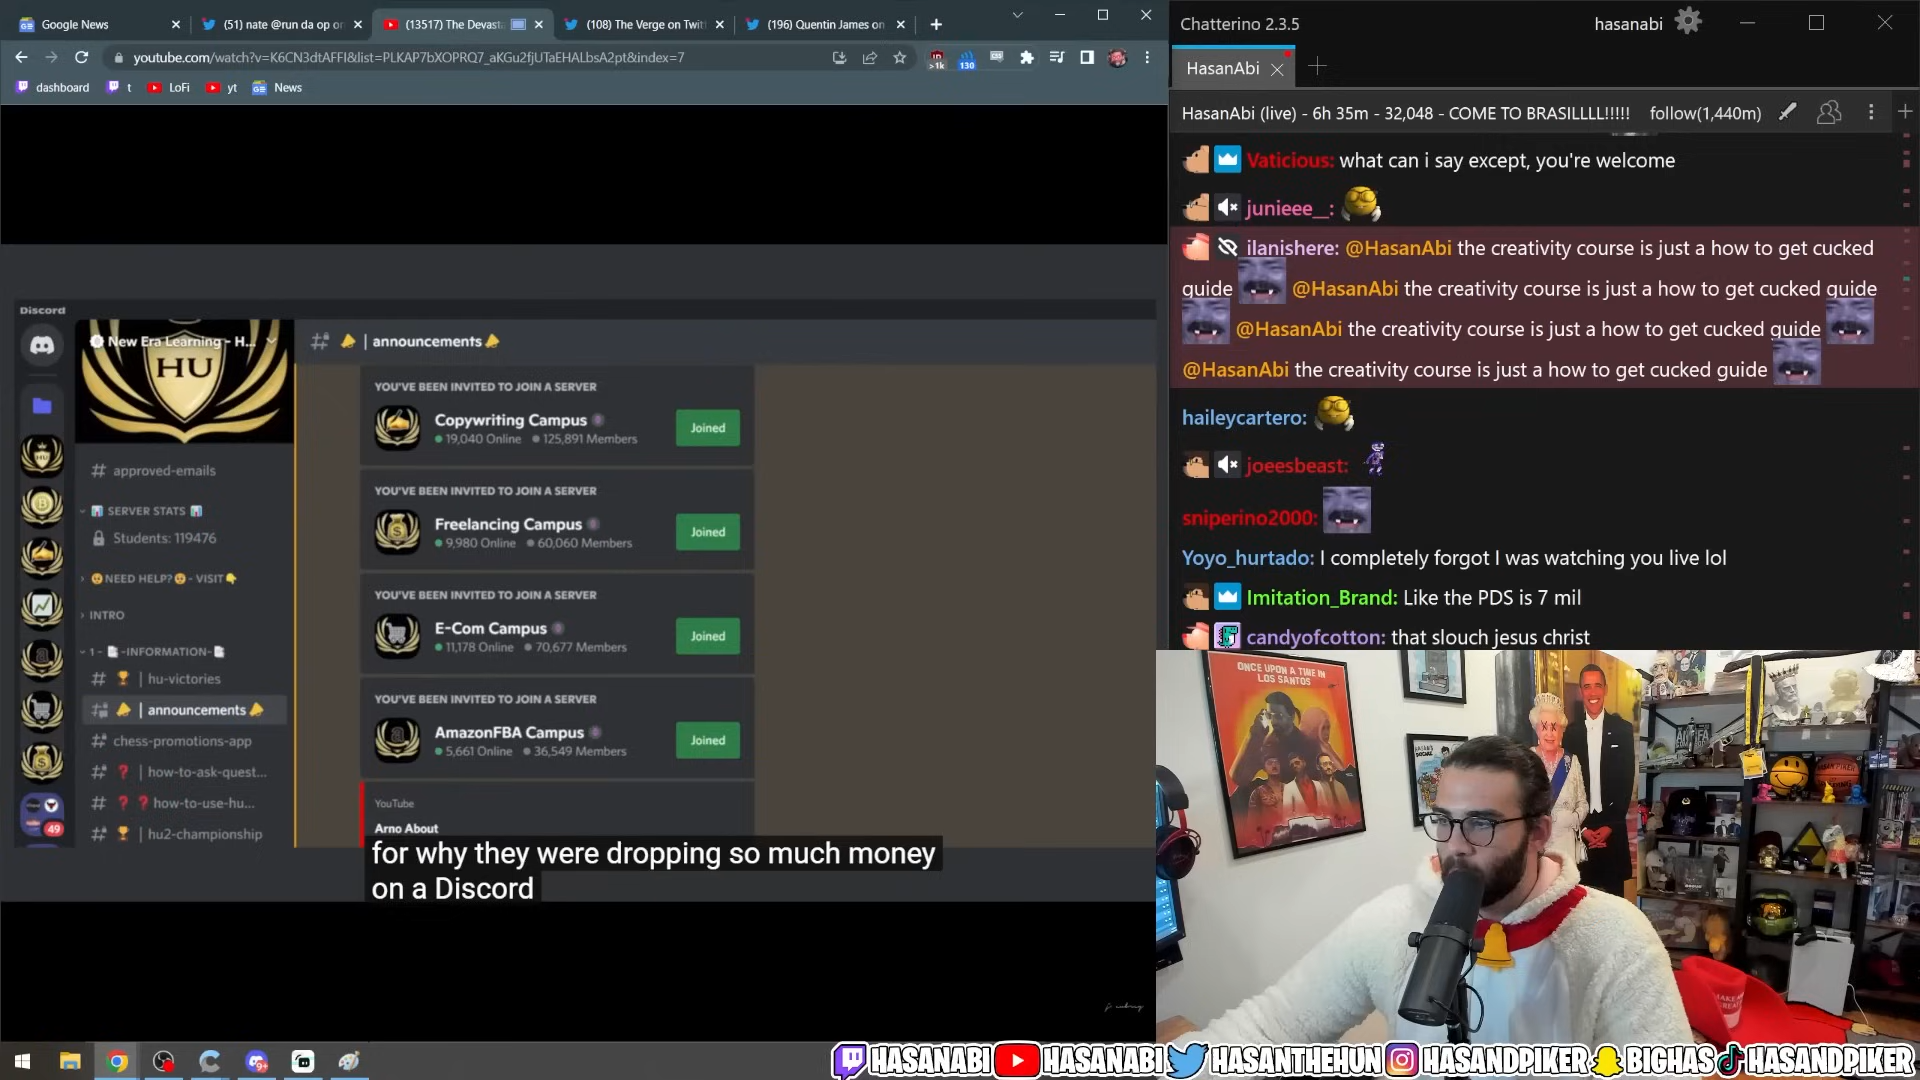 Google News
(51) nate @run da op or
(13517) The Devasta
(108) The Verge on Twit
(196) Quentin James on
youtube.com/watch?v=K6CN3dtAFFI&list=PLKAP7bXOPRQ7_aKGu2fjUTaEHALbsA2pt&index=7
>1k
130
dashboard
t
LoFi
yt
News
Discord
HU
New Era Learning - H...
# approved-emails
SERVER STATS
Students: 119476
NEED HELP? - VISIT
INTRO
1 - -INFORMATION-
| hu-victories
| announcements
chess-promotions-app
| how-to-ask-quest...
| how-to-use-hu...
| hu2-championship
49
| announcements
YOU'VE BEEN INVITED TO JOIN A SERVER
Copywriting Campus
19,040 Online 125,891 Members
Joined
YOU'VE BEEN INVITED TO JOIN A SERVER
Freelancing Campus
9,980 Online 60,060 Members
Joined
YOU'VE BEEN INVITED TO JOIN A SERVER
E-Com Campus
11,178 Online 70,677 Members
Joined
YOU'VE BEEN INVITED TO JOIN A SERVER
AmazonFBA Campus
5,661 Online 36,549 Members
Joined
YouTube
Arno About
for why they were dropping so much money
on a Discord
Chatterino 2.3.5
hasanabi
HasanAbi
HasanAbi (live) - 6h 35m - 32,048 - COME TO BRASILLLL!!!!! follow(1,440m)
Vaticious: what can i say except, you're welcome
junieee__:
ilanishere: @HasanAbi the creativity course is just a how to get cucked
guide @HasanAbi the creativity course is just a how to get cucked guide
@HasanAbi the creativity course is just a how to get cucked guide
@HasanAbi the creativity course is just a how to get cucked guide
haileycartero:
joeesbeast:
sniperino2000:
Yoyo_hurtado: I completely forgot I was watching you live lol
Imitation_Brand: Like the PDS is 7 mil
candyofcotton: that slouch jesus christ
ONCE UPON A TIME IN
LOS SANTOS
HASANABI HASANABI HASANTHEHUN HASANDPIKER BIGHAS HASANDPIKER